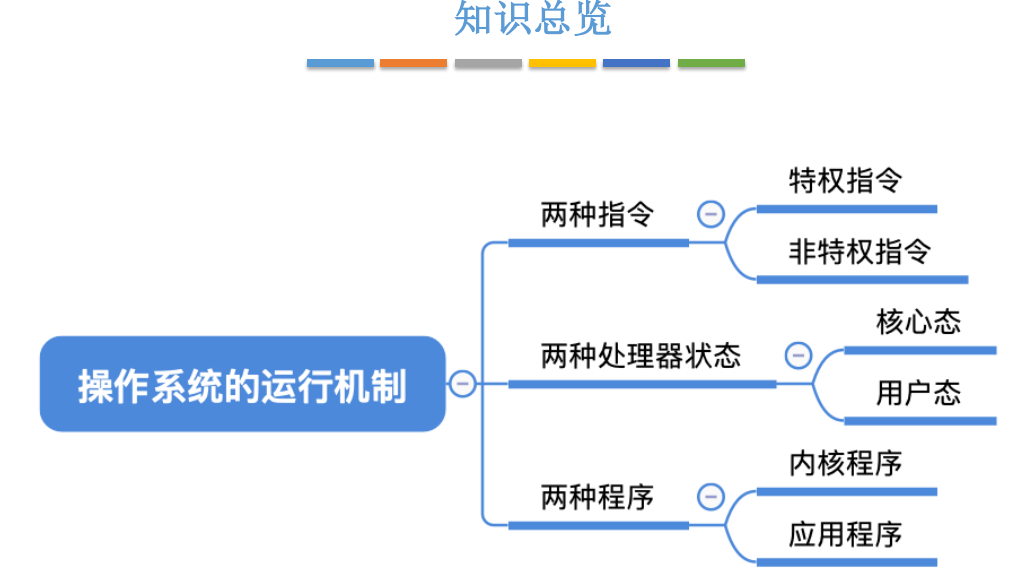 知识总览
操作系统的运行机制
两种指令
特权指令
非特权指令
两种处理器状态
核心态
用户态
两种程序
内核程序
应用程序